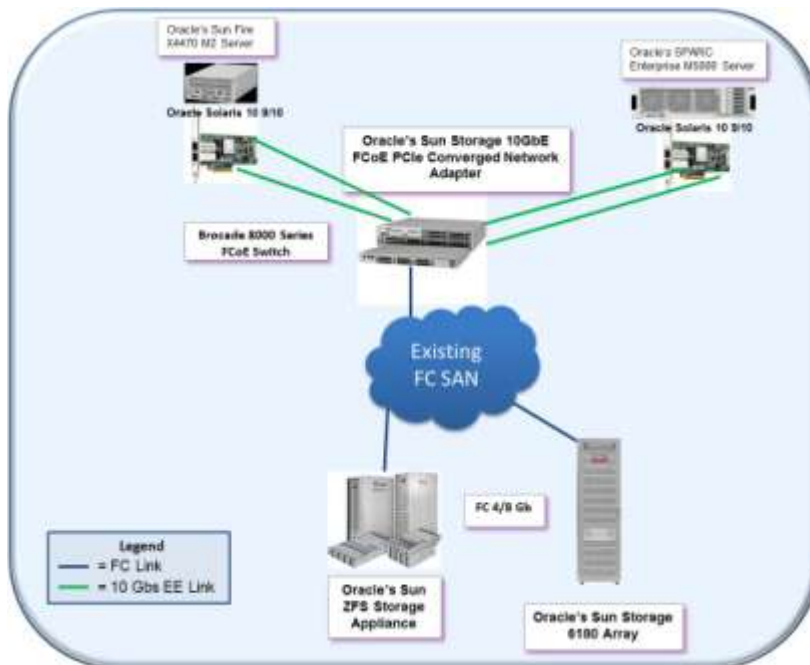 Oracle's Sun Fire
X4470 M2 Server
Oracle Solaris 10 9/10
Oracle's SPARC
Enterprise M5000 Server
Oracle Solaris 10 9/10
Oracle's Sun Storage 10GbE
FCoE PCIe Converged Network
Adapter
Brocade 8000 Series
FCoE Switch
Existing
FC SAN
FC 4/8 Gb
Legend
= FC Link
= 10 Gbs EE Link
Oracle's Sun
ZFS Storage
Appliance
Oracle's Sun Storage
6180 Array